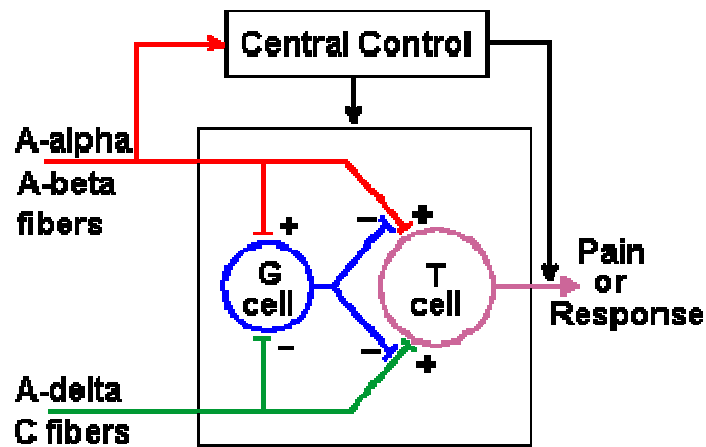 Central Control
A-alpha
A-beta
fibers
+
− +
G
cell
T
cell
Pain
or
Response
−
− +
A-delta
C fibers